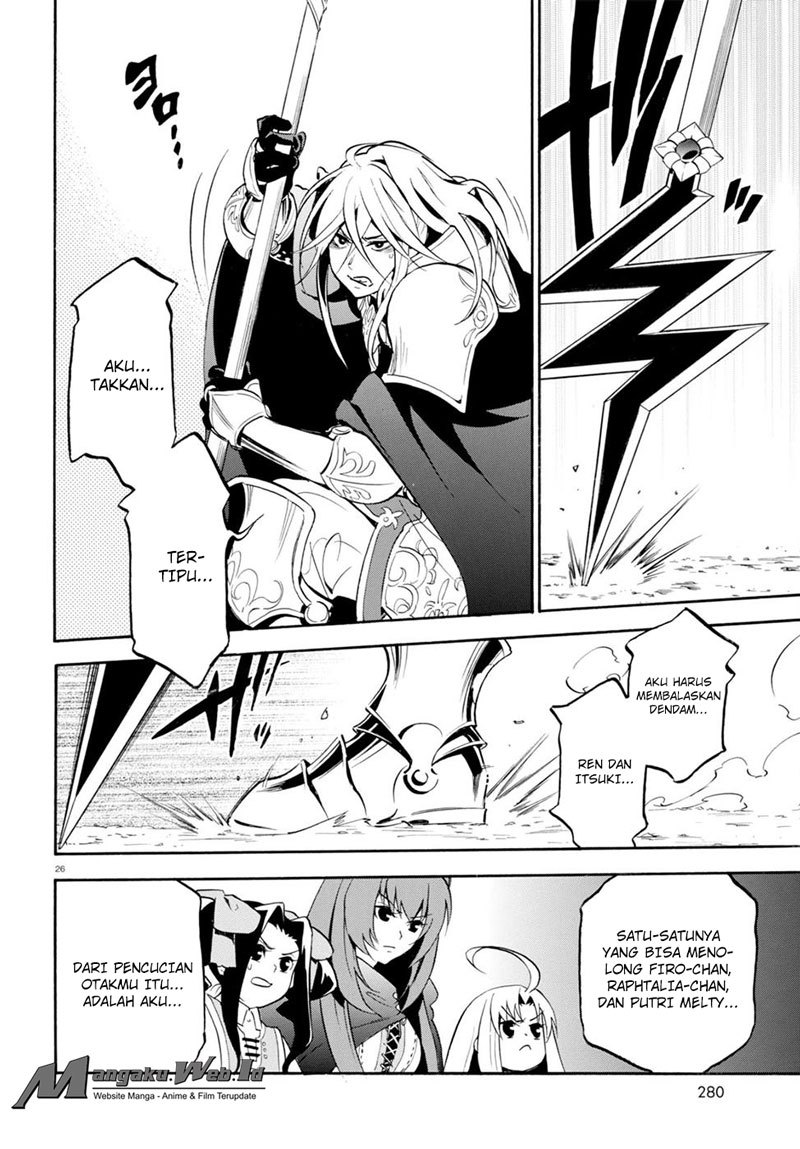 ヨロ…
ガッ
AKU...
TAKKAN...
TER-
TIPU...
AKU HARUS
MEMBALASKAN
DENDAM...
REN DAN
ITSUKI...
26
SATU-SATUNYA
YANG BISA MENO-
LONG FIRO-CHAN,
RAPHTALIA-CHAN,
DAN PUTRI MELTY...
DARI PENCUCIAN
OTAKMU ITU...
ADALAH AKU...
Mangaku.Web.Id
Website Manga - Anime & Film Terupdate
280